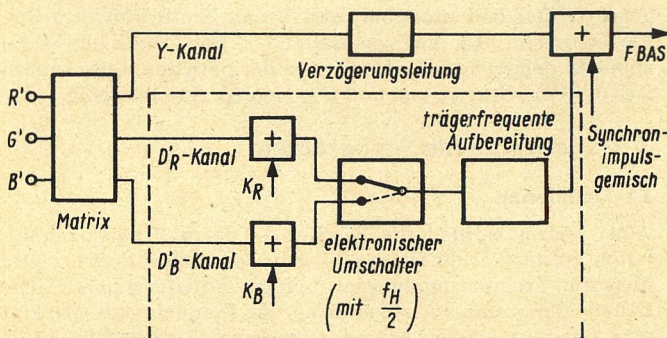 Y-Kanal
Verzögerungsleitung
+
FBAS
R'
G'
B'
Matrix
D'R-Kanal
+
KR
D'B-Kanal
+
KB
elektronischer
Umschalter
(mit fH/2)
trägerfrequente
Aufbereitung
Synchron-
impuls-
gemisch